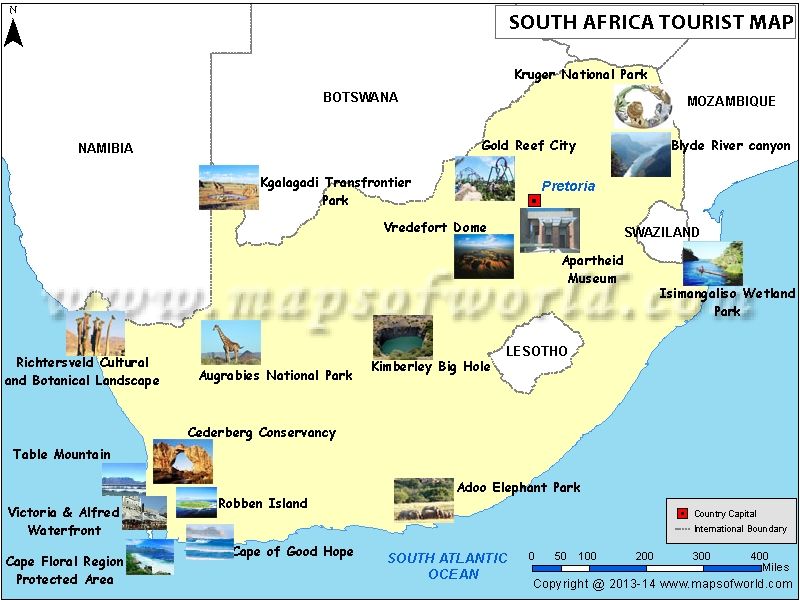 N
SOUTH AFRICA TOURIST MAP
Kruger National Park
BOTSWANA
MOZAMBIQUE
NAMIBIA
Gold Reef City
Blyde River canyon
Kgalagadi Transfrontier
Park
Pretoria
Vredefort Dome
SWAZILAND
Apartheid
Museum
Isimangaliso Wetland
Park
www.mapsofworld.com
Richtersveld Cultural
and Botanical Landscape
Augrabies National Park
Kimberley Big Hole
LESOTHO
Cederberg Conservancy
Table Mountain
Adoo Elephant Park
Robben Island
Victoria & Alfred
Waterfront
Country Capital
International Boundary
Cape of Good Hope
Cape Floral Region
Protected Area
SOUTH ATLANTIC
OCEAN
0 50 100 200 300 400
Miles
Copyright @ 2013-14 www.mapsofworld.com